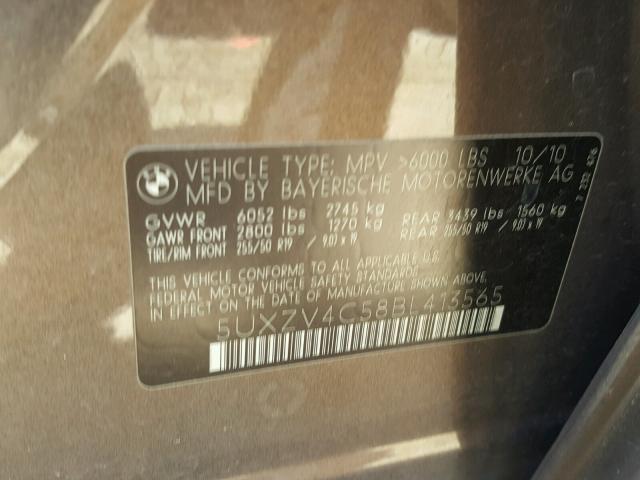 BMW
VEHICLE TYPE: MPV >6000 LBS 10/10
MFD BY BAYERISCHE MOTORENWERKE AG
GVWR 6052 lbs 2745 kg
GAWR FRONT 2800 lbs 1270 kg REAR 3439 lbs 1560 kg
TIRE/RIM FRONT 255/50 R19 / 9.0J x 19 REAR 255/50 R19 / 9.0J x 19
THIS VEHICLE CONFORMS TO ALL APPLICABLE U.S.
FEDERAL MOTOR VEHICLE SAFETY STANDARDS IN
EFFECT ON THE DATE OF MANUFACTURE SHOWN ABOVE.
5UXZV4C58BL413565